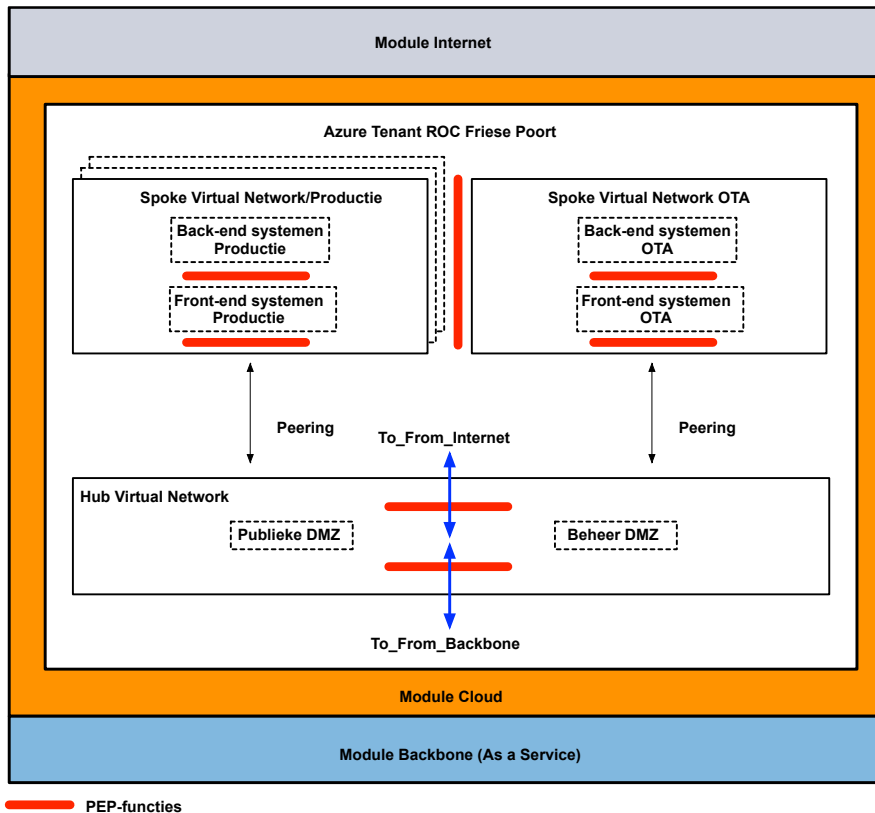 Module Internet
Azure Tenant ROC Friese Poort
Spoke Virtual Network/Productie
Back-end systemen
Productie
Front-end systemen
Productie
Spoke Virtual Network OTA
Back-end systemen
OTA
Front-end systemen
OTA
Peering
To_From_Internet
Peering
Hub Virtual Network
Publieke DMZ
Beheer DMZ
To_From_Backbone
Module Cloud
Module Backbone (As a Service)
PEP-functies